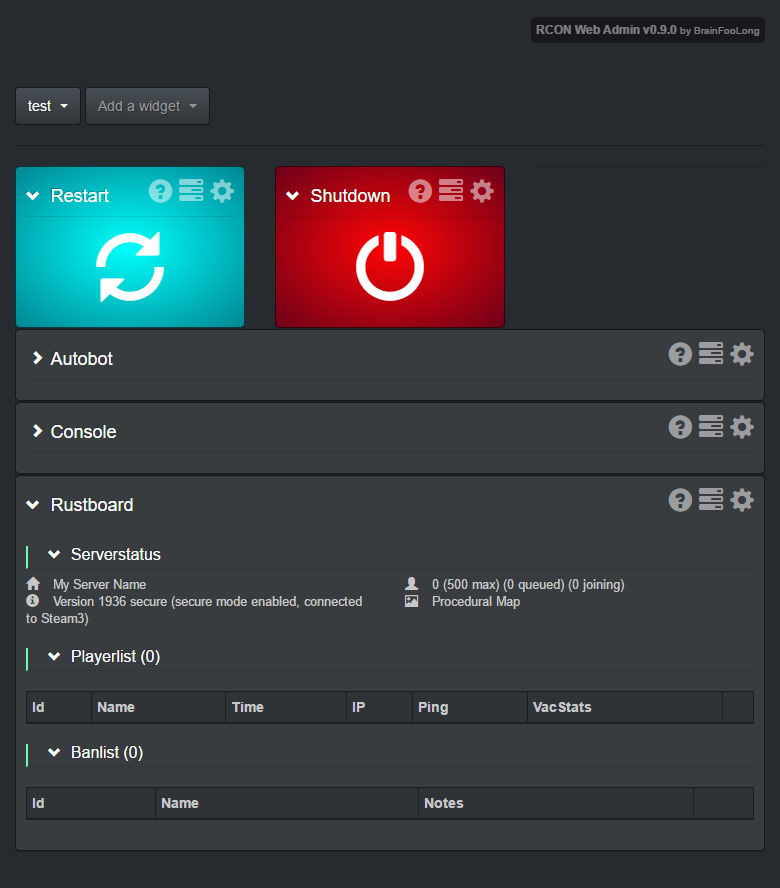 RCON Web Admin v0.9.0 by BrainFooLong
test Add a widget
Restart Shutdown
Autobot
Console
Rustboard
Serverstatus
My Server Name 0 (500 max) (0 queued) (0 joining)
Version 1936 secure (secure mode enabled, connected Procedural Map
to Steam3)
Playerlist (0)
Id Name Time IP Ping VacStats
Banlist (0)
Id Name Notes